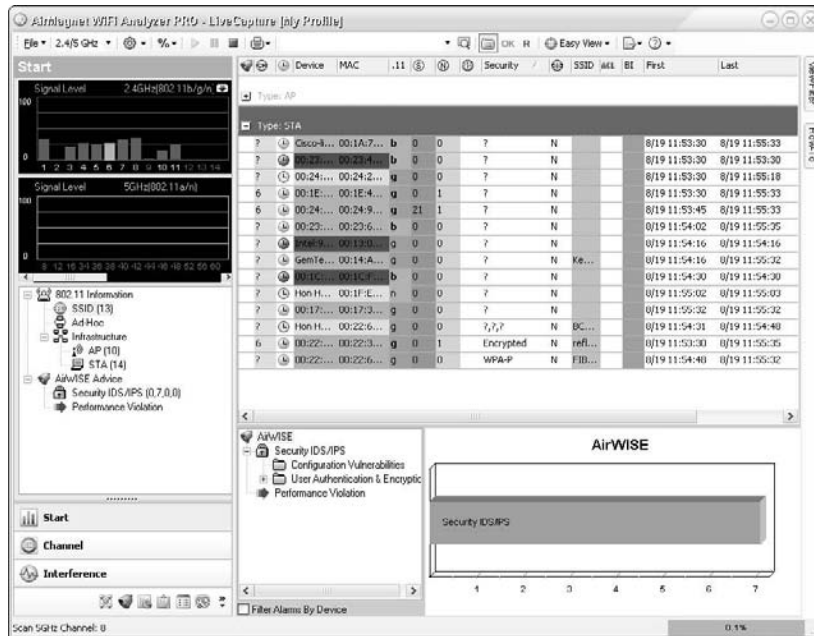 AirMagnet WiFi Analyzer PRO - LiveCapture [My Profile]
File 2.4/5 GHz % OK R Easy View
Start
Device MAC .11 Security SSID ACL BI First Last
Signal Level 2.4GHz(802.11b/g/n
100
0
1 2 3 4 5 6 7 8 9 10 11 12 13 14
Signal Level 5GHz(802.11a/n)
100
0
Type: AP
Type: STA
? Cisco-li... 00:1A:7... b 0 0 ? N 8/19 11:53:30 8/19 11:55:33
? 00:23:... 00:23:4... b 0 0 ? N 8/19 11:53:30 8/19 11:53:30
? 00:24:... 00:24:2... g 0 0 ? N 8/19 11:53:30 8/19 11:55:18
6 00:1E:... 00:1E:4... g 0 1 ? N 8/19 11:53:30 8/19 11:55:33
6 00:24:... 00:24:9... g 21 1 ? N 8/19 11:53:45 8/19 11:55:33
? 00:23:... 00:23:6... b 0 0 ? N 8/19 11:54:02 8/19 11:55:35
? Intel:9... 00:13:0... g 0 0 ? N 8/19 11:54:16 8/19 11:54:16
? GemTe... 00:14:A... g 0 0 ? N Ke... 8/19 11:54:16 8/19 11:55:32
? 00:1C:... 00:1C:F... b 0 0 ? N 8/19 11:54:30 8/19 11:54:30
? Hon H... 00:1F:E... n 0 0 ? N 8/19 11:55:02 8/19 11:55:03
? 00:17:... 00:17:3... g 0 0 ? N 8/19 11:55:32 8/19 11:55:32
? Hon H... 00:22:6... g 0 0 ?,?,? N BC... 8/19 11:54:31 8/19 11:54:48
6 00:22:... 00:22:3... g 0 1 Encrypted N refl... 8/19 11:53:30 8/19 11:55:35
? 00:22:... 00:22:6... g 0 0 WPA-P N FIB... 8/19 11:54:48 8/19 11:55:32
802.11 Information
SSID (13)
Ad-Hoc
Infrastructure
AP (10)
STA (14)
AirWISE Advice
Security IDS/IPS (0,7,0,0)
Performance Violation
Start
Channel
Interference
AirWISE
Security IDS/IPS
Configuration Vulnerabilities
User Authentication & Encryptic
Performance Violation
Filter Alarms By Device
AirWISE
Security IDS/IPS
1 2 3 4 5 6 7
Scan 5GHz Channel: 8
0.1%